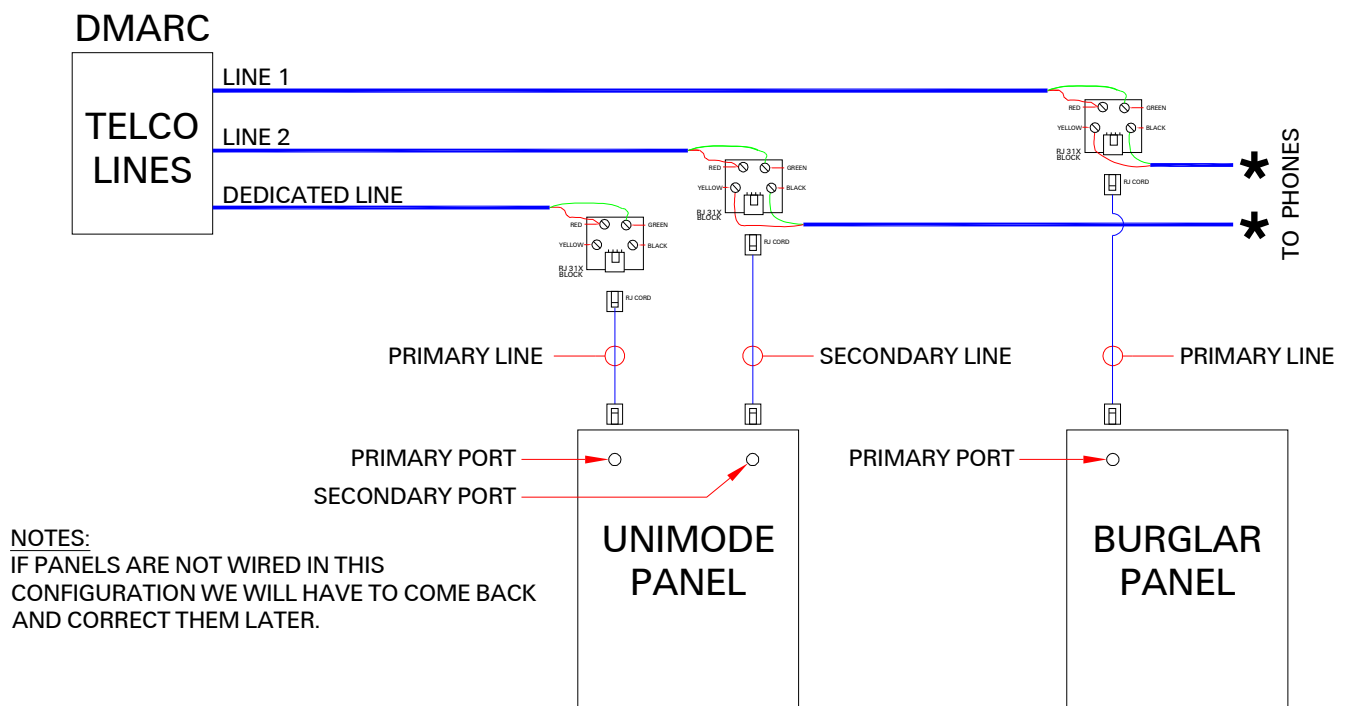 DMARC
TELCO
LINES
LINE 1
LINE 2
DEDICATED LINE
RED
GREEN
YELLOW
BLACK
RJ 31X
BLOCK
RJ CORD
RED
GREEN
YELLOW
BLACK
RJ 31X
BLOCK
RJ CORD
RED
GREEN
YELLOW
BLACK
RJ 31X
BLOCK
RJ CORD
*
*
TO PHONES
PRIMARY LINE
SECONDARY LINE
PRIMARY LINE
PRIMARY PORT
SECONDARY PORT
PRIMARY PORT
UNIMODE
PANEL
BURGLAR
PANEL
NOTES:
IF PANELS ARE NOT WIRED IN THIS
CONFIGURATION WE WILL HAVE TO COME BACK
AND CORRECT THEM LATER.